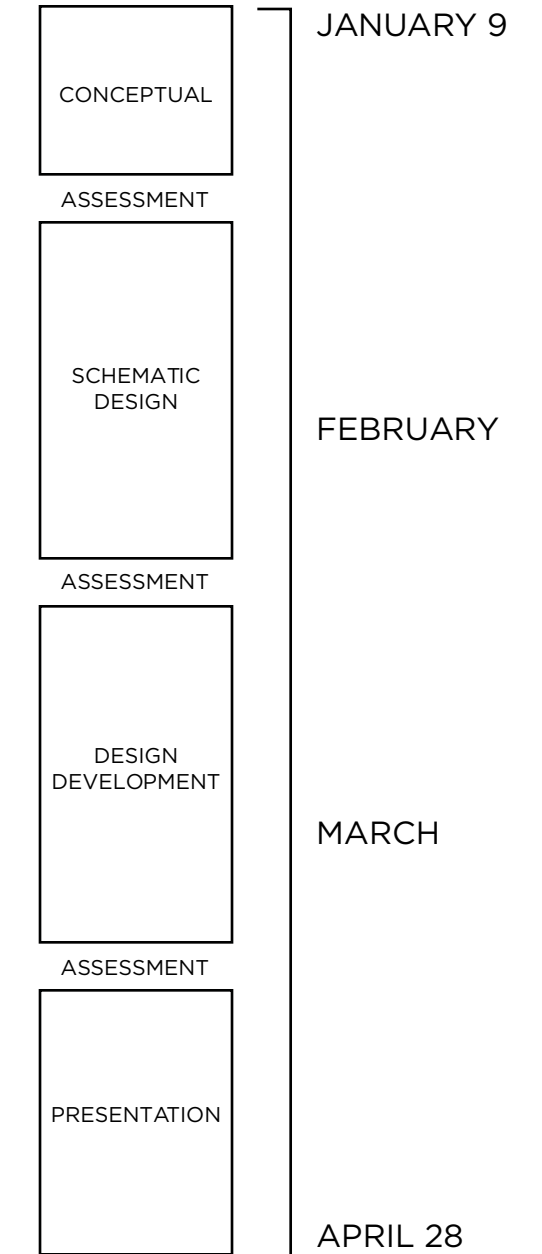 JANUARY 9
CONCEPTUAL
ASSESSMENT
SCHEMATIC
DESIGN
FEBRUARY
ASSESSMENT
DESIGN
DEVELOPMENT
MARCH
ASSESSMENT
PRESENTATION
APRIL 28